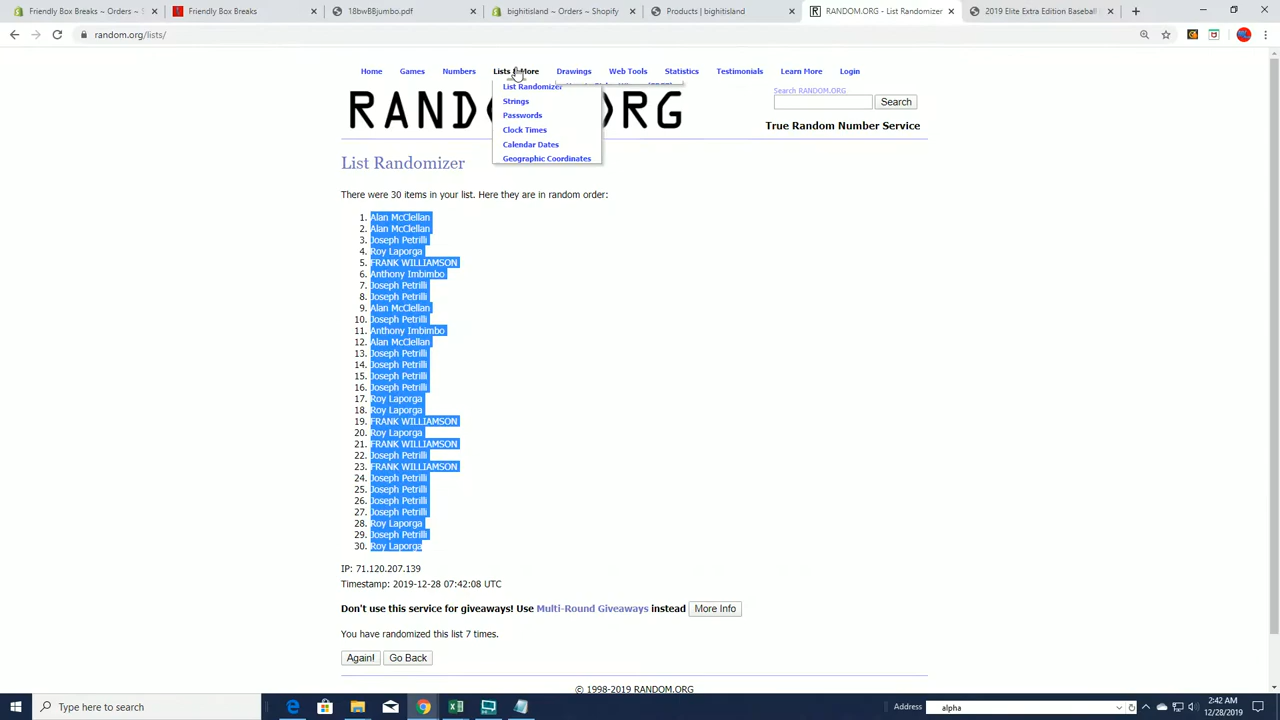 Friendly Box Breaks
Friendly Box Breaks
18bowbmPDF.pdf
bighitisland ~ Orders ~ Shopify
Products | bighitisland
RANDOM.ORG - List Randomizer
2019 Elite Extra Edition Baseball
random.org/lists/
Home Games Numbers Lists & More Drawings Web Tools Statistics Testimonials Learn More Login
List Randomizer
Strings
Passwords
Clock Times
Calendar Dates
Geographic Coordinates
Search RANDOM.ORG
Search
True Random Number Service
List Randomizer
There were 30 items in your list. Here they are in random order:
1. Alan McClellan
2. Alan McClellan
3. Joseph Petrilli
4. Roy Laporga
5. FRANK WILLIAMSON
6. Anthony Imbimbo
7. Joseph Petrilli
8. Joseph Petrilli
9. Alan McClellan
10. Joseph Petrilli
11. Anthony Imbimbo
12. Alan McClellan
13. Joseph Petrilli
14. Joseph Petrilli
15. Joseph Petrilli
16. Joseph Petrilli
17. Roy Laporga
18. Roy Laporga
19. FRANK WILLIAMSON
20. Roy Laporga
21. FRANK WILLIAMSON
22. Joseph Petrilli
23. FRANK WILLIAMSON
24. Joseph Petrilli
25. Joseph Petrilli
26. Joseph Petrilli
27. Joseph Petrilli
28. Roy Laporga
29. Joseph Petrilli
30. Roy Laporga
IP: 71.120.207.139
Timestamp: 2019-12-28 07:42:08 UTC
Don't use this service for giveaways! Use Multi-Round Giveaways instead More Info
You have randomized this list 7 times.
Again! Go Back
© 1998-2019 RANDOM.ORG
Type here to search
Address alpha
2:42 AM
12/28/2019